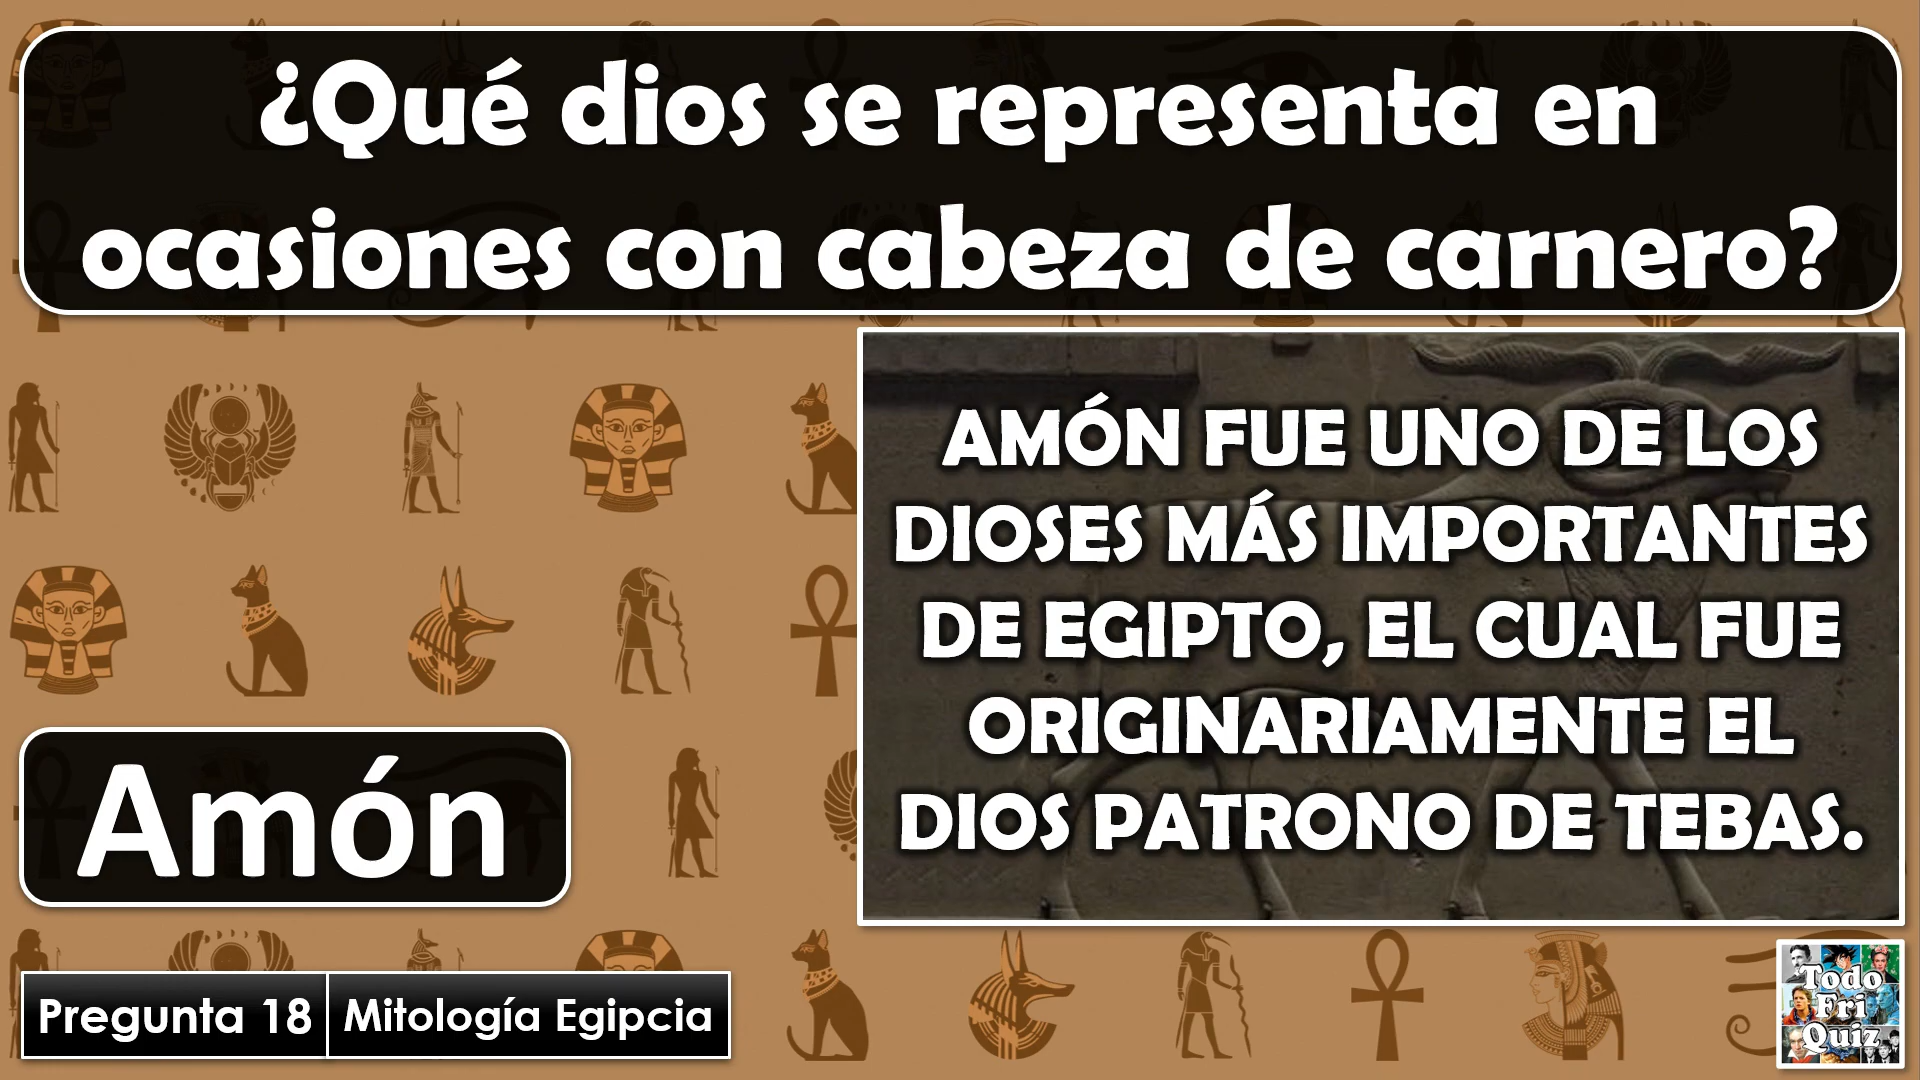 ¿Qué dios se representa en
ocasiones con cabeza de carnero?
AMÓN FUE UNO DE LOS
DIOSES MÁS IMPORTANTES
DE EGIPTO, EL CUAL FUE
ORIGINARIAMENTE EL
DIOS PATRONO DE TEBAS.
Amón
Pregunta 18
Mitología Egipcia
Todo
Fri
Quiz